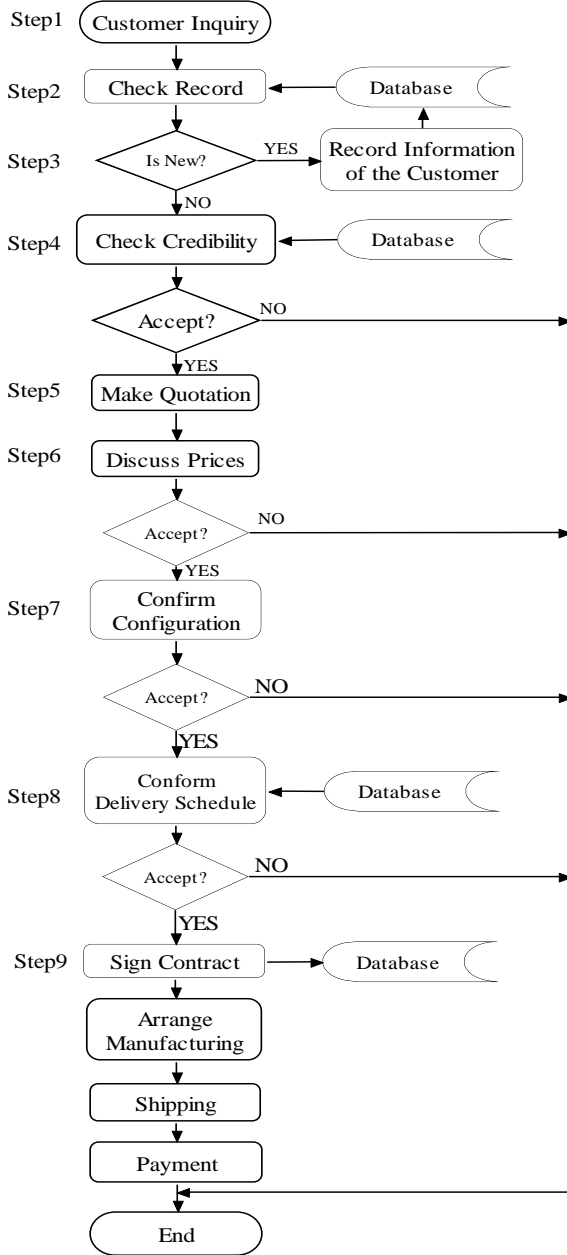 Step1 Customer Inquiry
Step2 Check Record Database
Step3 Is New? YES Record Information
of the Customer
NO
Step4 Check Credibility Database
Accept? NO
YES
Step5 Make Quotation
Step6 Discuss Prices
Accept? NO
YES
Step7 Confirm
Configuration
Accept? NO
YES
Step8 Conform
Delivery Schedule Database
Accept? NO
YES
Step9 Sign Contract Database
Arrange
Manufacturing
Shipping
Payment
End